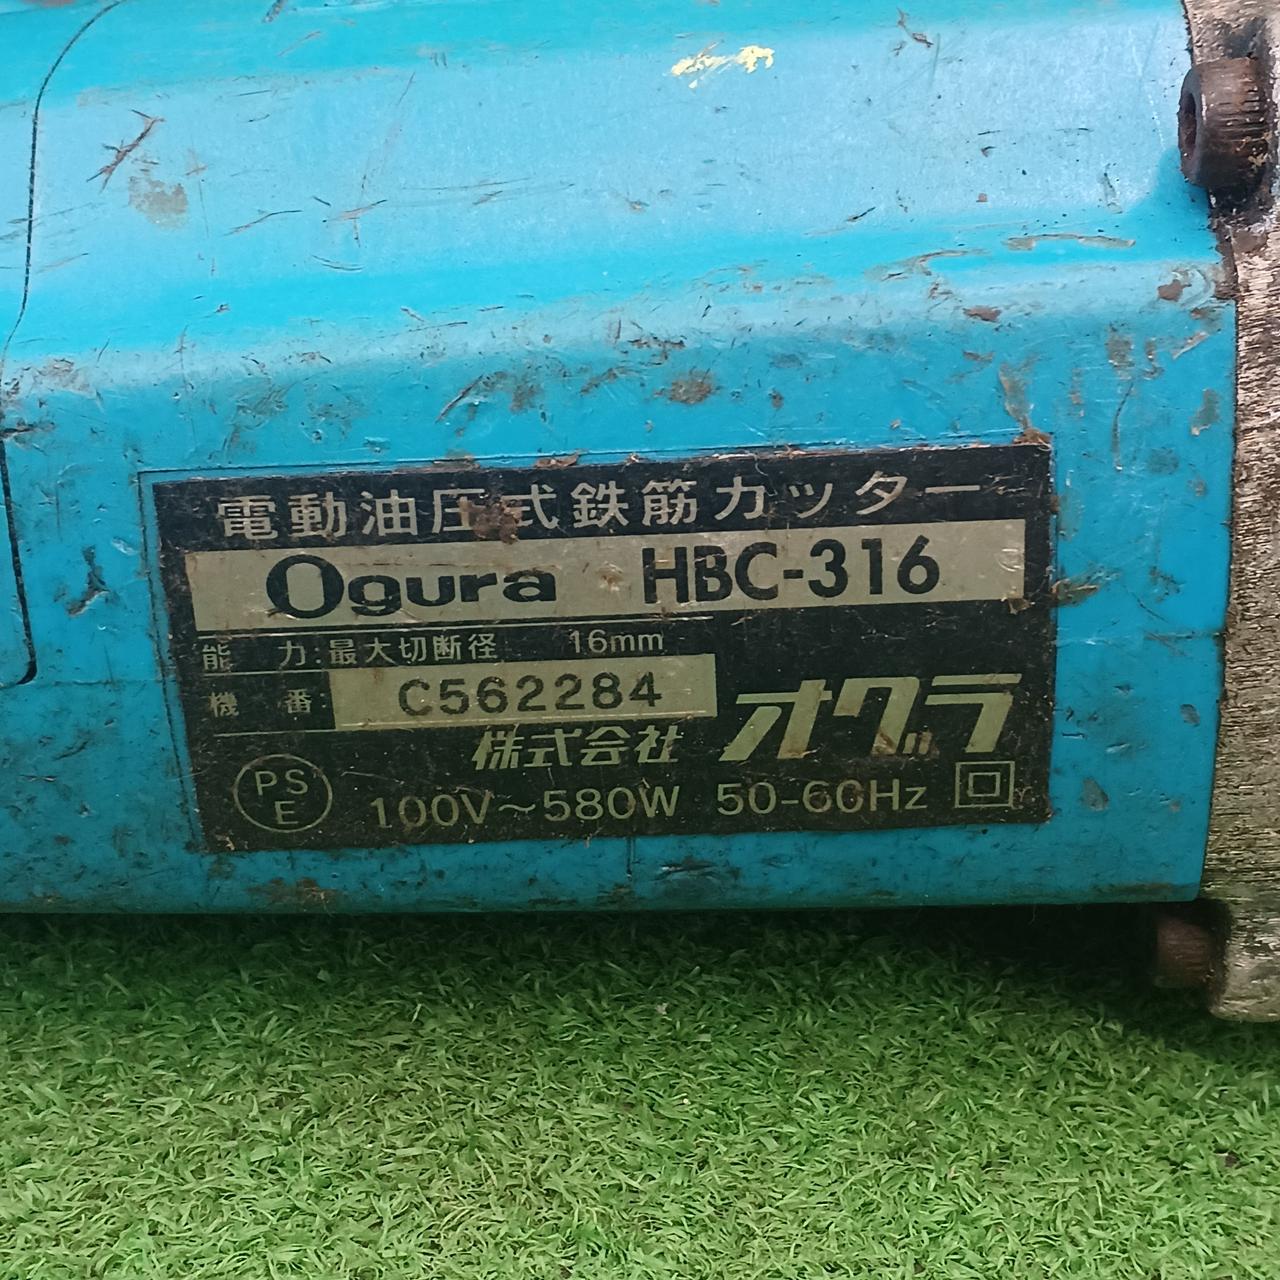 電動油圧式鉄筋カッター
Ogura HBC-316
能 力:最大切断径 16mm
機 番 C562284
株式会社 オグラ
PS
E
100V～580W 50-60Hz